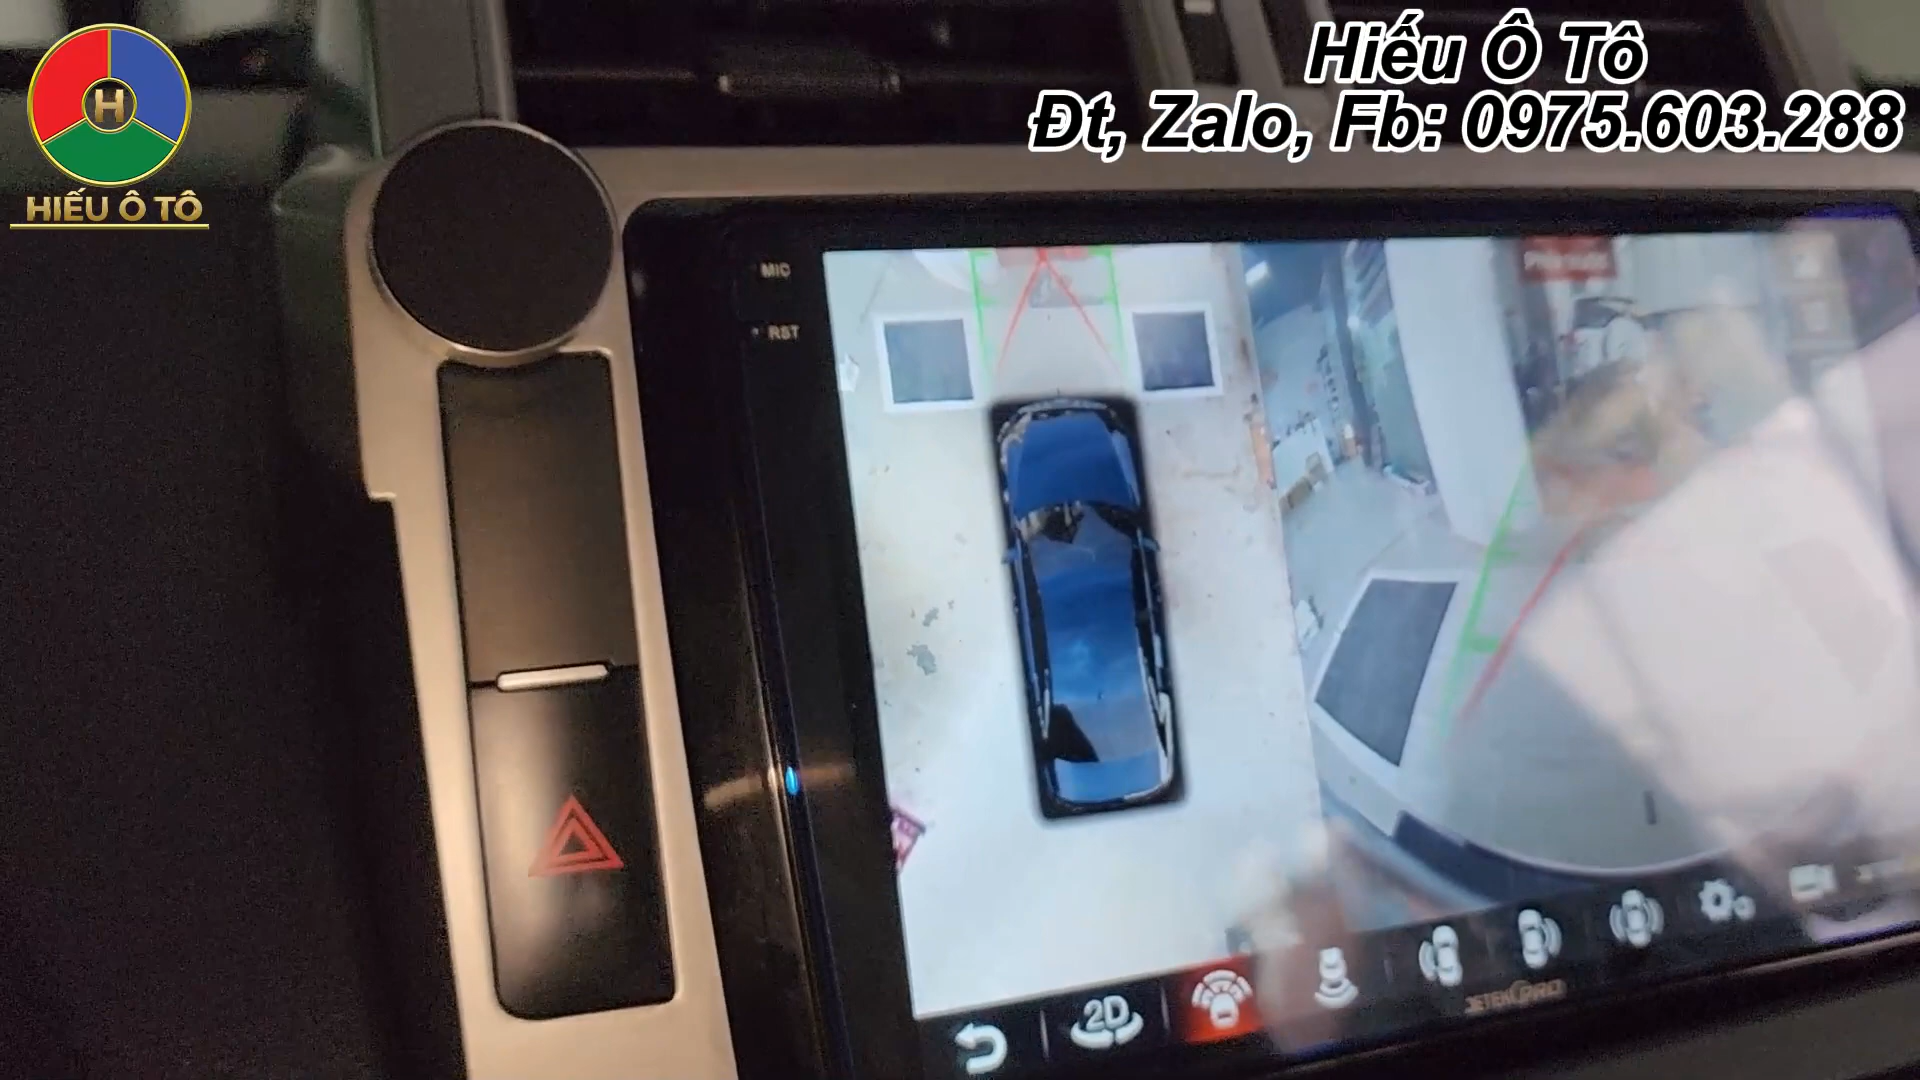 Hiếu Ô Tô
Đt, Zalo, Fb: 0975.603.288
H
HIẾU Ô TÔ
MIC
RST
2D